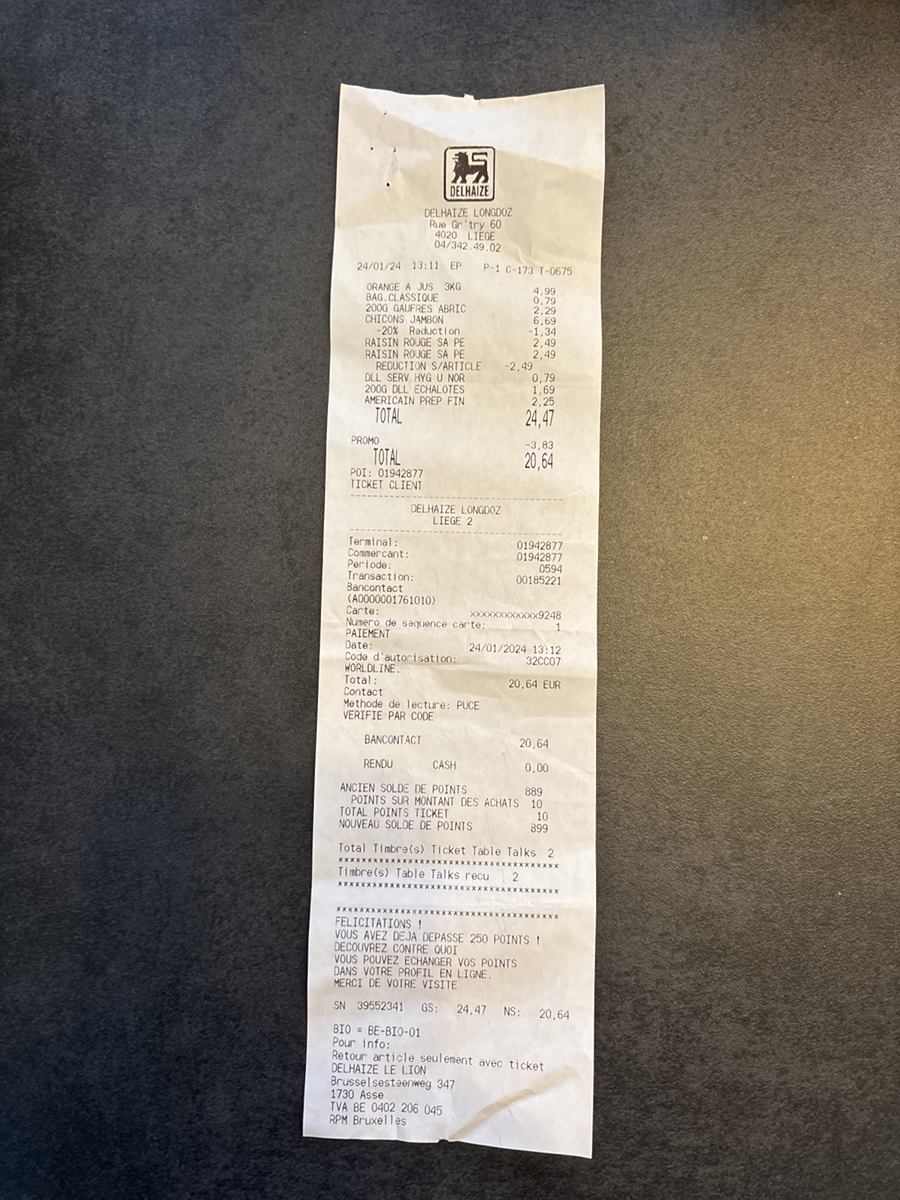 DELHAIZE
DELHAIZE LONGDOZ
Rue Gr'try 60
4020 LIEGE
04/342.49.02
24/01/24 13:11 EP P-1 C-173 T-0675
ORANGE A JUS 3KG 4,99
BAG.CLASSIQUE 0,79
200G GAUFRES ABRIC 2,29
CHICONS JAMBON 6,69
-20% Reduction -1,34
RAISIN ROUGE SA PE 2,49
RAISIN ROUGE SA PE 2,49
REDUCTION S/ARTICLE -2,49
DLL SERV HYG U NOR 0,79
200G DLL ECHALOTES 1,69
AMERICAIN PREP FIN 2,25
TOTAL 24,47
PROMO -3,83
TOTAL 20,64
POI: 01942877
TICKET CLIENT
DELHAIZE LONGDOZ
LIEGE 2
Terminal: 01942877
Commercant: 01942877
Periode: 0594
Transaction: 00185221
Bancontact
(A0000001761010)
Carte: xxxxxxxxxxxx9248
Numero de sequence carte: 1
PAIEMENT
Date: 24/01/2024 13:12
Code d'autorisation: 32CC07
WORLDLINE.
Total: 20,64 EUR
Contact
Methode de lecture: PUCE
VERIFIE PAR CODE
BANCONTACT 20,64
RENDU CASH 0,00
ANCIEN SOLDE DE POINTS 889
POINTS SUR MONTANT DES ACHATS 10
TOTAL POINTS TICKET 10
NOUVEAU SOLDE DE POINTS 899
Total Timbre(s) Ticket Table Talks 2
****************************************
Timbre(s) Table Talks recu 2
****************************************
****************************************
FELICITATIONS !
VOUS AVEZ DEJA DEPASSE 250 POINTS !
DECOUVREZ CONTRE QUOI
VOUS POUVEZ ECHANGER VOS POINTS
DANS VOTRE PROFIL EN LIGNE.
MERCI DE VOTRE VISITE
SN 39552341 GS: 24,47 NS: 20,64
BIO = BE-BIO-01
Pour info:
Retour article seulement avec ticket
DELHAIZE LE LION
Brusselsesteenweg 347
1730 Asse
TVA BE 0402 206 045
RPM Bruxelles